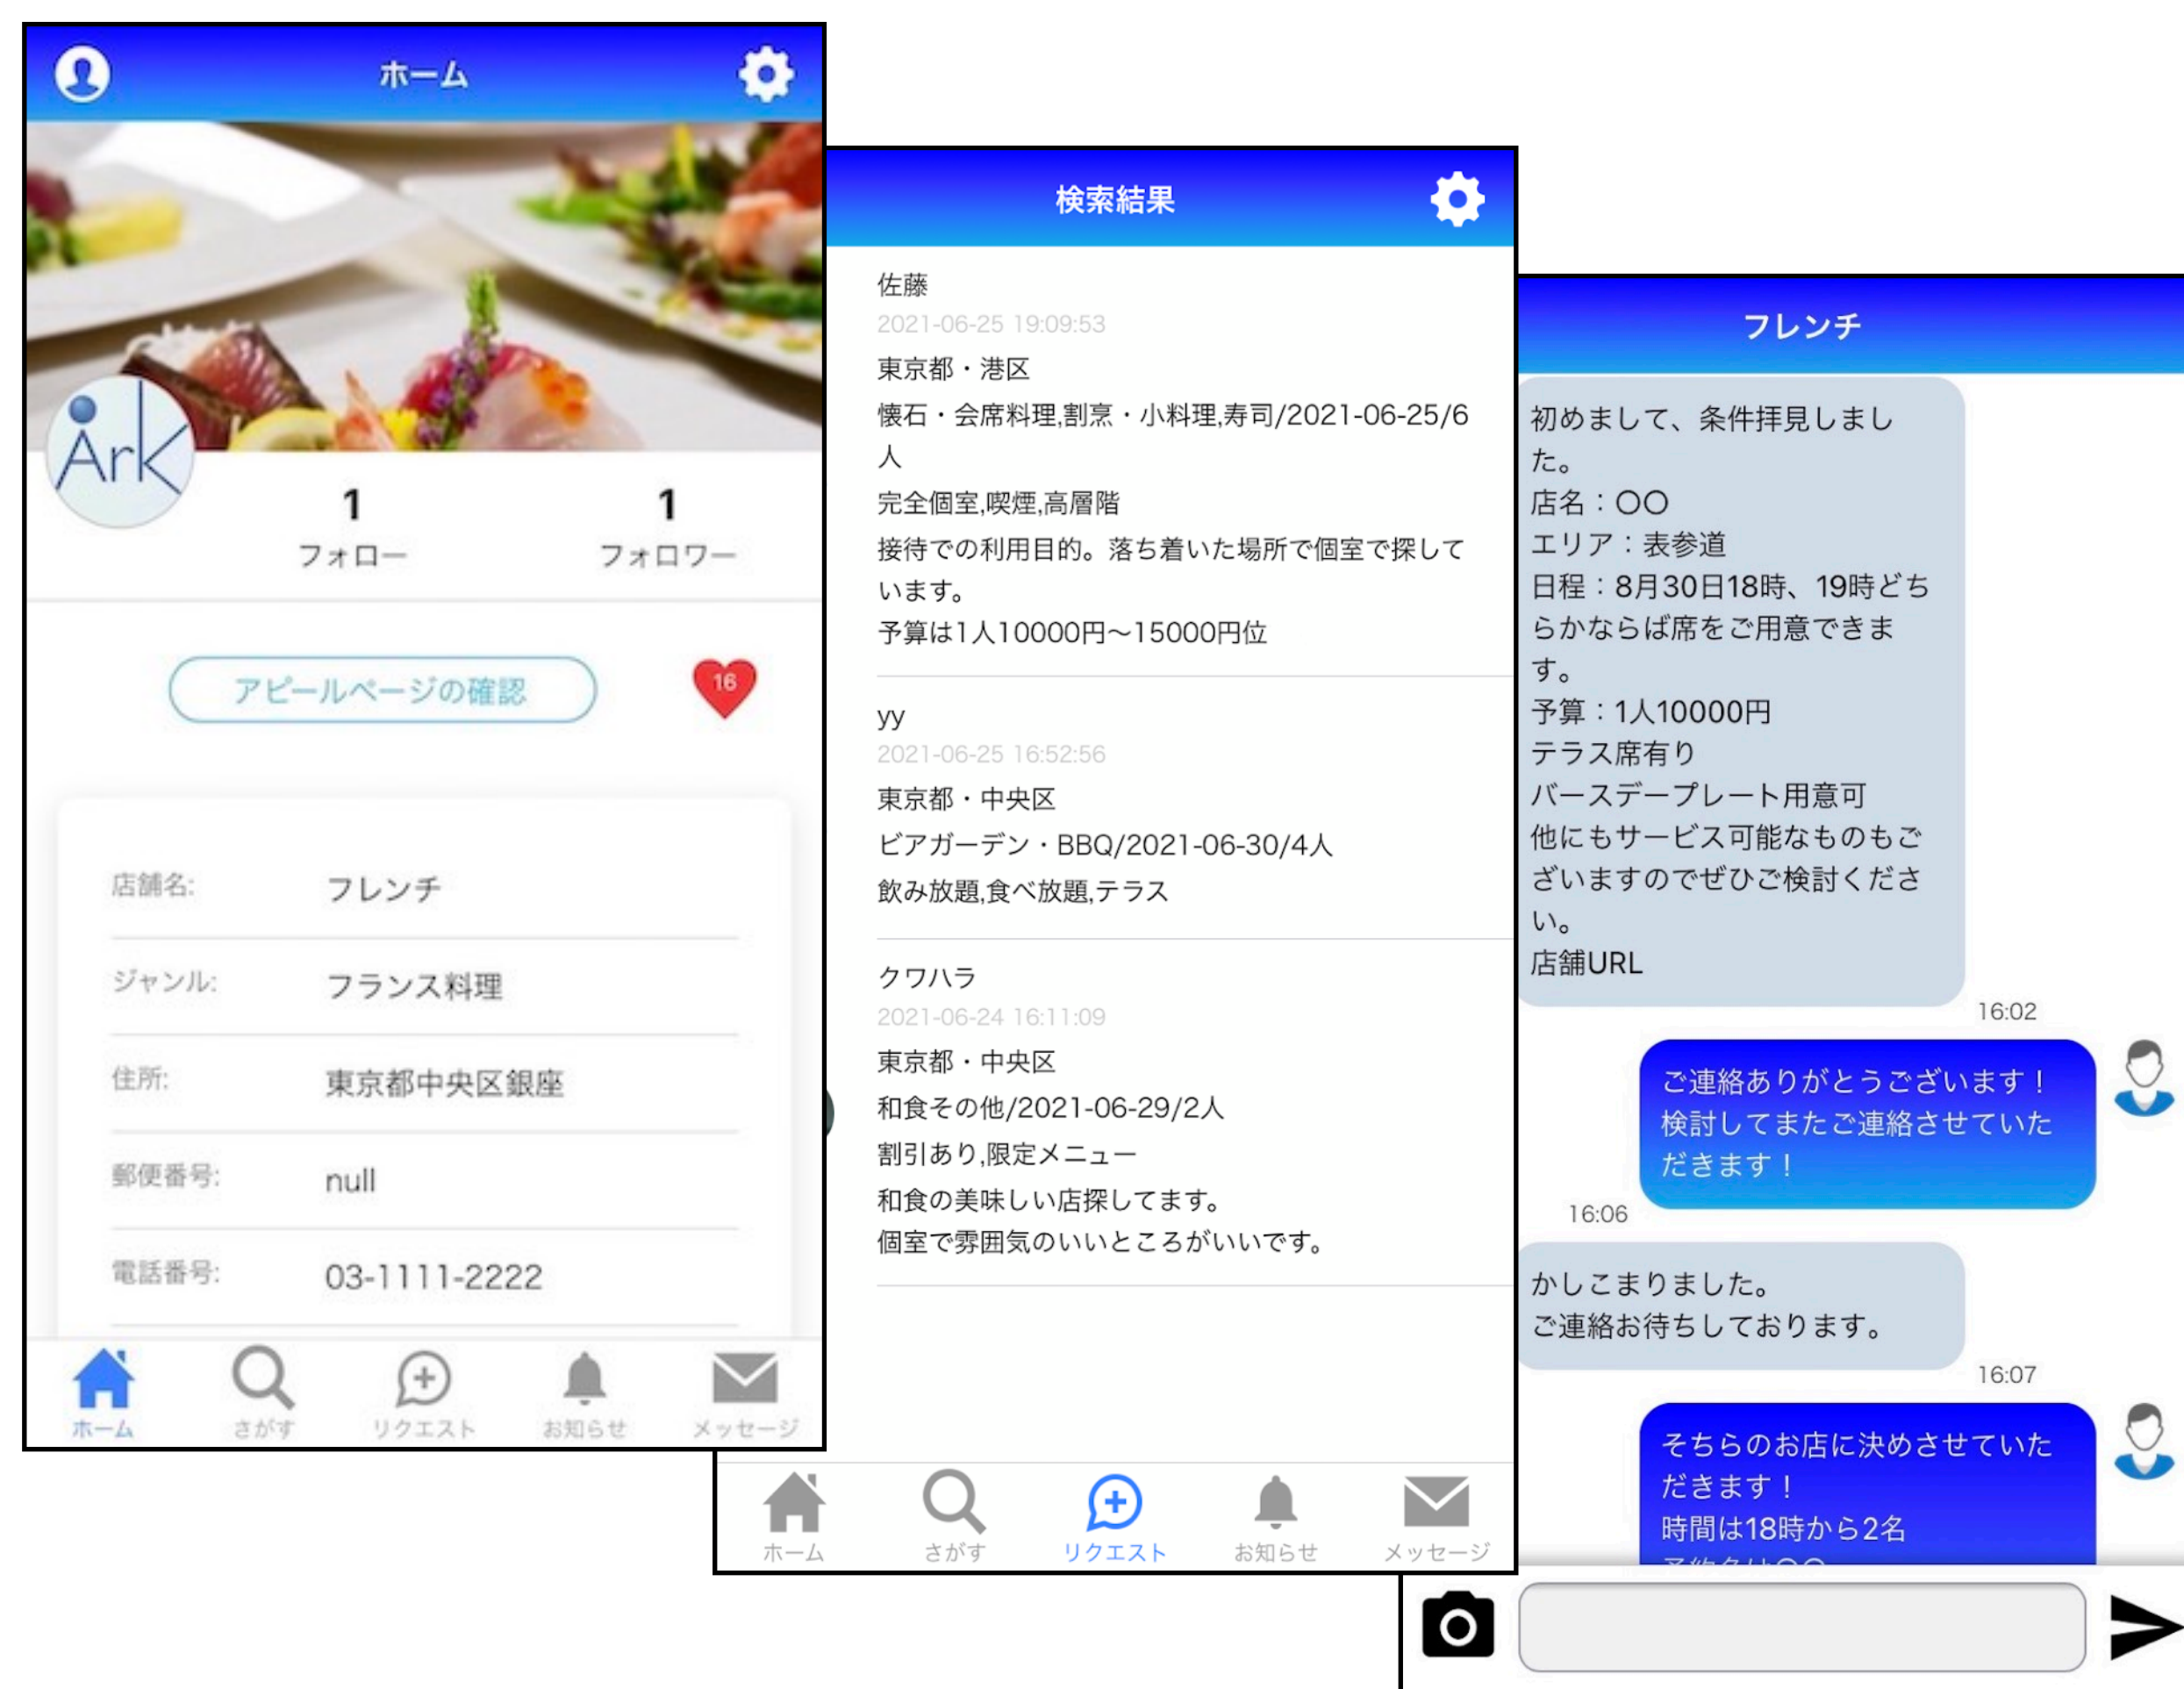 ホーム
Ark
1
1
フォロー
フォロワー
アピールページの確認
16
店舗名:
フレンチ
ジャンル:
フランス料理
住所:
東京都中央区銀座
郵便番号:
null
電話番号:
03-1111-2222
ホーム
さがす
リクエスト
お知らせ
メッセージ
検索結果
佐藤
2021-06-25 19:09:53
東京都・港区
懐石・会席料理,割烹・小料理,寿司/2021-06-25/6
人
完全個室,喫煙,高層階
接待での利用目的。落ち着いた場所で個室で探して
います。
予算は1人10000円〜15000円位
yy
2021-06-25 16:52:56
東京都・中央区
ビアガーデン・BBQ/2021-06-30/4人
飲み放題,食べ放題,テラス
クワハラ
2021-06-24 16:11:09
東京都・中央区
和食その他/2021-06-29/2人
割引あり,限定メニュー
和食の美味しい店探してます。
個室で雰囲気のいいところがいいです。
ホーム
さがす
リクエスト
お知らせ
メッセージ
フレンチ
初めまして、条件拝見しまし
た。
店名：〇〇
エリア：表参道
日程：8月30日18時、19時どち
らかならば席をご用意できま
す。
予算：1人10000円
テラス席有り
バースデープレート用意可
他にもサービス可能なものもご
ざいますのでぜひご検討くださ
い。
店舗URL
16:02
ご連絡ありがとうございます！
検討してまたご連絡させていた
だきます！
16:06
かしこまりました。
ご連絡お待ちしております。
16:07
そちらのお店に決めさせていた
だきます！
時間は18時から2名
予約名は〇〇